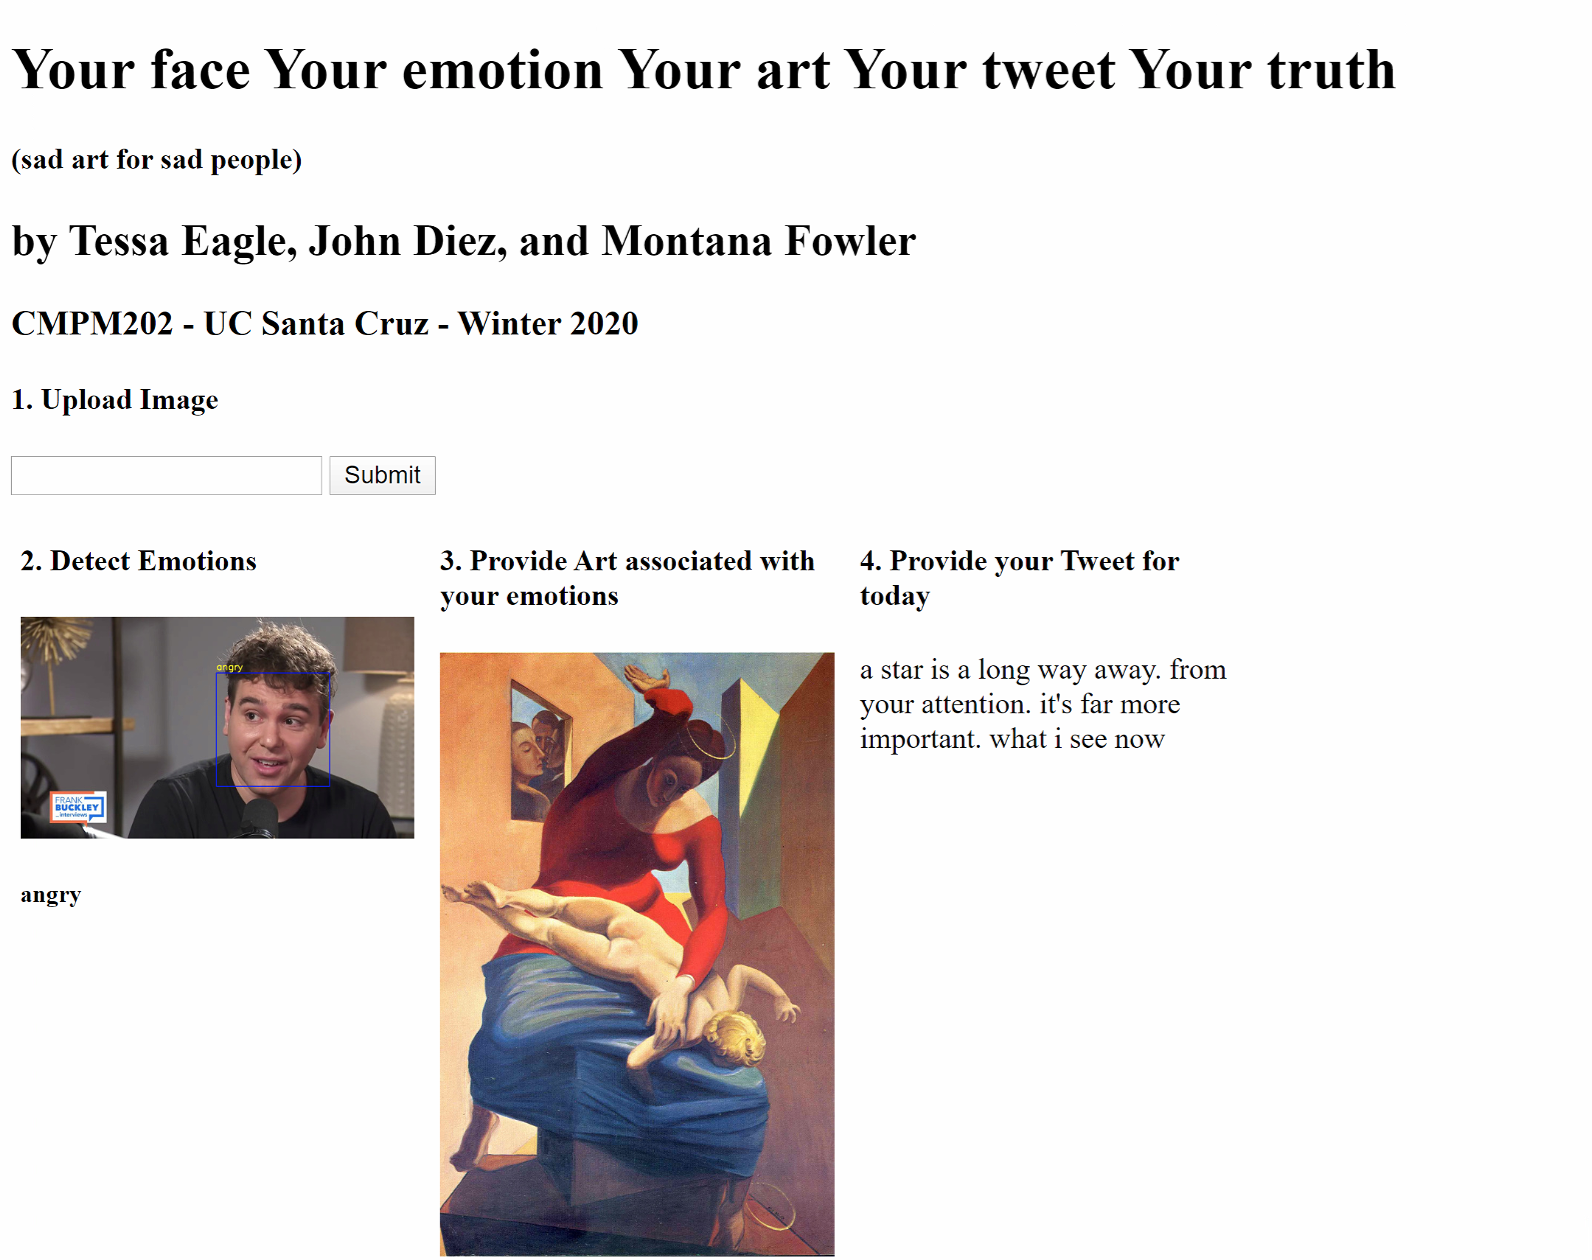 Your face Your emotion Your art Your tweet Your truth
(sad art for sad people)
by Tessa Eagle, John Diez, and Montana Fowler
CMPM202 - UC Santa Cruz - Winter 2020
1. Upload Image
Submit
2. Detect Emotions
angry
FRANK
BUCKLEY
interviews
angry
3. Provide Art associated with
your emotions
4. Provide your Tweet for
today
a star is a long way away. from
your attention. it's far more
important. what i see now